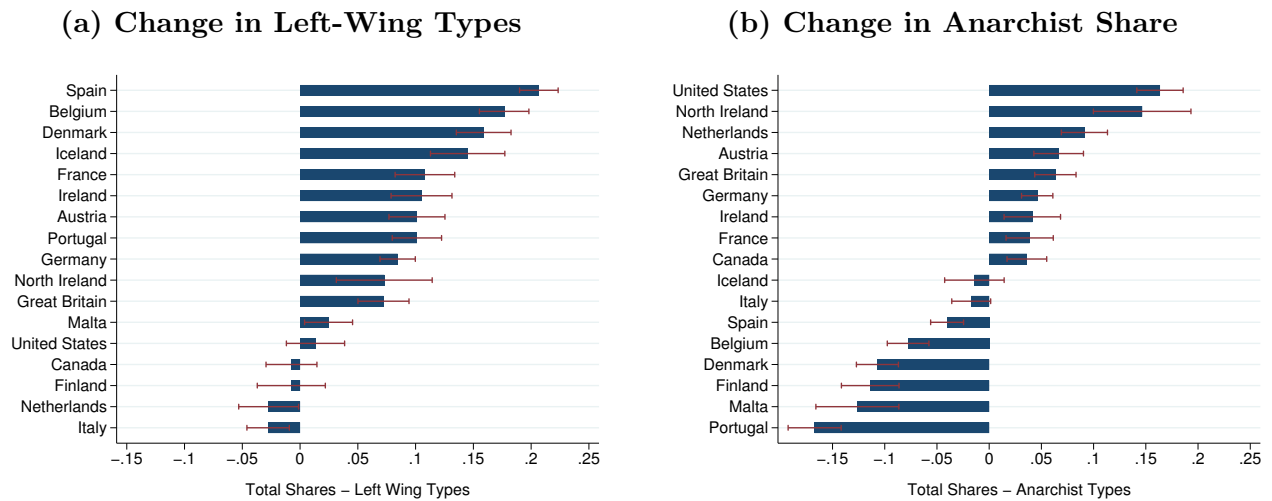 (a) Change in Left-Wing Types
Spain
Belgium
Denmark
Iceland
France
Ireland
Austria
Portugal
Germany
North Ireland
Great Britain
Malta
United States
Canada
Finland
Netherlands
Italy
−.15 −.1 −.05 0 .05 .1 .15 .2 .25
Total Shares − Left Wing Types
(b) Change in Anarchist Share
United States
North Ireland
Netherlands
Austria
Great Britain
Germany
Ireland
France
Canada
Iceland
Italy
Spain
Belgium
Denmark
Finland
Malta
Portugal
−.15 −.1 −.05 0 .05 .1 .15 .2 .25
Total Shares − Anarchist Types